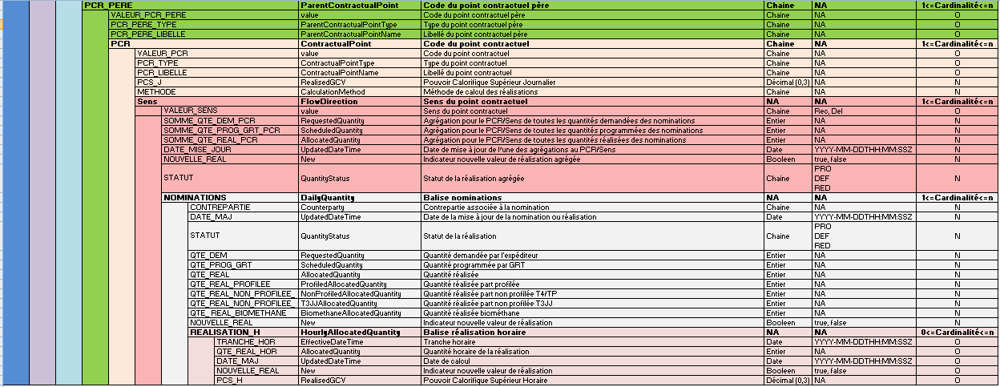 PCR_PERE ParentContractualPoint Code du point contractuel père Chaine NA 1<=Cardinalité<=n
VALEUR_PCR_PERE value Code du point contractuel père Chaine NA O
PCR_PERE_TYPE ParentContractualPointType Type du point contractuel père Chaine NA O
PCR_PERE_LIBELLE ParentContractualPointName Libellé du point contractuel père Chaine NA O
PCR ContractualPoint Code du point contractuel Chaine NA 1<=Cardinalité<=n
VALEUR_PCR value Code du point contractuel Chaine NA O
PCR_TYPE ContractualPointType Type du point contractuel Chaine NA O
PCR_LIBELLE ContractualPointName Libellé du point contractuel Chaine NA O
PCS_J RealisedGCV Pouvoir Calorifique Supérieur Journalier Décimal (0,3) NA N
METHODE CalculationMethod Méthode de calcul des réalisations Chaine NA N
Sens FlowDirection Sens du point contractuel NA NA 1<=Cardinalité<=n
VALEUR_SENS value Sens du point contractuel Chaine Rec, Del O
SOMME_QTE_DEM_PCR RequestedQuantity Agrégation pour le PCR/Sens de toutes les quantités demandées des nominations Entier NA N
SOMME_QTE_PROG_GRT_PCR ScheduledQuantity Agrégation pour le PCR/Sens de toutes les quantités programmées des nominations Entier NA N
SOMME_QTE_REAL_PCR AllocatedQuantity Agrégation pour le PCR/Sens de toutes les quantités réalisées des nominations Entier NA N
DATE_MISE_JOUR UpdatedDateTime Date de mise à jour de l'une des agrégations au PCR/Sens Date YYYY-MM-DDTHH:MM:SSZ N
NOUVELLE_REAL New Indicateur nouvelle valeur de réalisation agrégée Booleen true, false N
STATUT QuantityStatus Statut de la réalisation agrégée Chaine PRO
DEF N
RED
NOMINATIONS DailyQuantity Balise nominations NA NA 1<=Cardinalité<=n
CONTREPARTIE Counterparty Contrepartie associée à la nomination Chaine NA N
DATE_MAJ UpdatedDateTime Date de la mise à jour de la nomination ou réalisation Date YYYY-MM-DDTHH:MM:SSZ N
STATUT QuantityStatus Statut de la réalisation Chaine PRO
DEF N
RED
QTE_DEM RequestedQuantity Quantité demandée par l'expéditeur Entier NA N
QTE_PROG_GRT ScheduledQuantity Quantité programmée par GRT Entier NA N
QTE_REAL AllocatedQuantity Quantité réalisée Entier NA N
QTE_REAL_PROFILEE ProfiledAllocatedQuantity Quantité réalisée part profilée Entier NA N
QTE_REAL_NON_PROFILEE_ NonProfiledAllocatedQuantity Quantité réalisée part non profilée T4/TP Entier NA N
QTE_REAL_NON_PROFILEE_ T3JJAllocatedQuantity Quantité réalisée part non profilée T3JJ Entier NA N
QTE_REAL_BIOMETHANE BiomethaneAllocatedQuantity Quantité réalisée biométhane Entier NA N
NOUVELLE_REAL New Indicateur nouvelle valeur de réalisation Booleen true, false N
REALISATION_H HourlyAllocatedQuantity Balise réalisation horaire NA NA 0<=Cardinalité<=n
TRANCHE_HOR EffectiveDateTime Tranche horaire Date YYYY-MM-DDTHH:MM:SSZ O
QTE_REAL_HOR AllocatedQuantity Quantité horaire de la réalisation Entier NA O
DATE_MAJ UpdatedDateTime Date de calcul Date YYYY-MM-DDTHH:MM:SSZ O
NOUVELLE_REAL New Indicateur nouvelle valeur de réalisation Booleen true, false O
PCS_H RealisedGCV Pouvoir Calorifique Supérieur Horaire Décimal (0,3) NA O